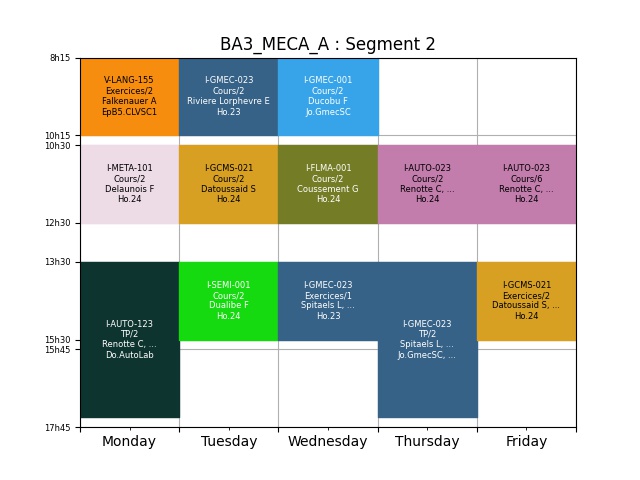 BA3_MECA_A : Segment 2
8h15
V-LANG-155
Exercices/2
Falkenauer A
EpB5.CLVSC1
I-GMEC-023
Cours/2
Riviere Lorphevre E
Ho.23
I-GMEC-001
Cours/2
Ducobu F
Jo.GmecSC
10h15
10h30
I-META-101
Cours/2
Delaunois F
Ho.24
I-GCMS-021
Cours/2
Datoussaid S
Ho.24
I-FLMA-001
Cours/2
Coussement G
Ho.24
I-AUTO-023
Cours/2
Renotte C, ...
Ho.24
I-AUTO-023
Cours/6
Renotte C, ...
Ho.24
12h30
13h30
I-AUTO-123
TP/2
Renotte C, ...
Do.AutoLab
I-SEMI-001
Cours/2
Dualibe F
Ho.24
I-GMEC-023
Exercices/1
Spitaels L, ...
Ho.23
I-GMEC-023
TP/2
Spitaels L, ...
Jo.GmecSC, ...
I-GCMS-021
Exercices/2
Datoussaid S, ...
Ho.24
15h30
15h45
17h45
Monday
Tuesday
Wednesday
Thursday
Friday